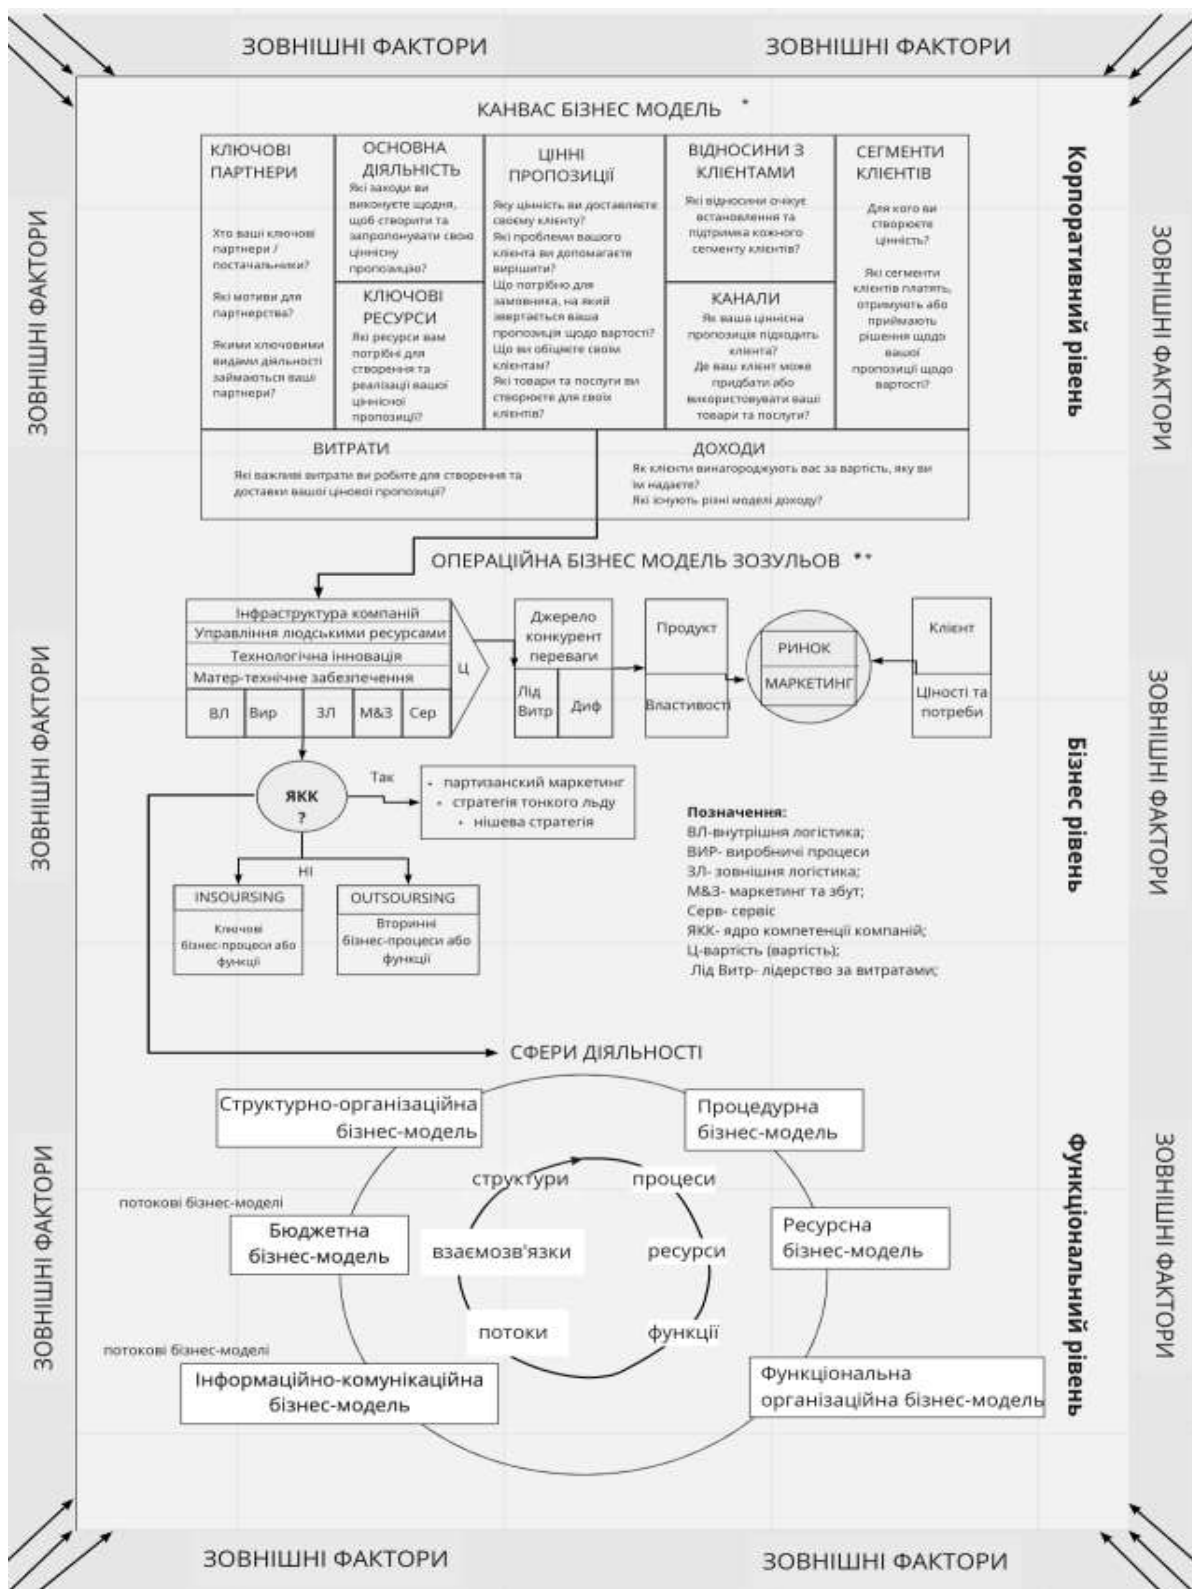 ЗОВНІШНІ ФАКТОРИ
ЗОВНІШНІ ФАКТОРИ
КАНВАС БІЗНЕС МОДЕЛЬ *
КЛЮЧОВІ
ПАРТНЕРИ
Хто ваші ключові
партнери /
постачальники?
Які мотиви для
партнерства?
Якими ключовими
видами діяльності
займаються ваші
партнери?
ОСНОВНА
ДІЯЛЬНІСТЬ
Які заходи ви
виконуєте щодня,
щоб створити та
запропонувати свою
ціннісну
пропозицію?
КЛЮЧОВІ
РЕСУРСИ
Які ресурси вам
потрібні для
створення та
реалізації вашої
ціннісної
пропозиції?
ЦІННІ
ПРОПОЗИЦІЇ
Яку цінність ви доставляєте
своєму клієнту?
Які проблеми вашого
клієнта ви допомагаєте
вирішити?
Що потрібно для
замовника, на який
звертається ваша
пропозиція щодо вартості?
Що ви обіцяєте своїм
клієнтам?
Які товари та послуги ви
створюєте для своїх
клієнтів?
ВІДНОСИНИ З
КЛІЄНТАМИ
Які відносини очікує
встановлення та
підтримка кожного
сегменту клієнтів?
КАНАЛИ
Як ваша ціннісна
пропозиція підходить
клієнта?
Де ваш клієнт може
придбати або
використовувати ваші
товари та послуги?
СЕГМЕНТИ
КЛІЄНТІВ
Для кого ви
створюєте
цінність?
Які сегменти
клієнтів платять,
отримують або
приймають
рішення щодо
вашої
пропозиції щодо
вартості?
ВИТРАТИ
Які важливі витрати ви робите для створення та
доставки вашої цінової пропозиції?
ДОХОДИ
Як клієнти винагороджують вас за вартість, яку ви
їм надаєте?
Які існують різні моделі доходу?
Корпоративний рівень
ЗОВНІШНІ ФАКТОРИ
ЗОВНІШНІ ФАКТОРИ
ОПЕРАЦІЙНА БІЗНЕС МОДЕЛЬ ЗОЗУЛЬОВ **
Інфраструктура компаній
Управління людськими ресурсами
Технологічна інновація
Матер-технічне забезпечення
ВЛ
Вир
ЗЛ
М&З
Сер
Ц
Джерело
конкурент
переваги
Лід
Витр
Диф
Продукт
Властивості
РИНОК
МАРКЕТИНГ
Клієнт
Ціності та
потреби
ЯКК
?
Так
• партизанский маркетинг
• стратегія тонкого льду
• нішева стратегія
НІ
INSOURSING
Ключові
бізнес-процеси або
функції
OUTSOURSING
Вторинні
бізнес-процеси або
функції
Позначення:
ВЛ-внутрішня логістика;
ВИР- виробничі процеси
ЗЛ- зовнішня логістика;
М&З- маркетинг та збут;
Серв- сервіс
ЯКК- ядро компетенції компаній;
Ц-вартість (вартість);
Лід Витр- лідерство за витратами;
Бізнес рівень
ЗОВНІШНІ ФАКТОРИ
ЗОВНІШНІ ФАКТОРИ
СФЕРИ ДІЯЛЬНОСТІ
Структурно-організаційна
бізнес-модель
Процедурна
бізнес-модель
структури
процеси
потокові бізнес-моделі
Бюджетна
бізнес-модель
взаємозв'язки
ресурси
Ресурсна
бізнес-модель
потоки
функції
потокові бізнес-моделі
Інформаційно-комунікаційна
бізнес-модель
Функціональна
організаційна бізнес-модель
Функціональний рівень
ЗОВНІШНІ ФАКТОРИ
ЗОВНІШНІ ФАКТОРИ
ЗОВНІШНІ ФАКТОРИ
ЗОВНІШНІ ФАКТОРИ